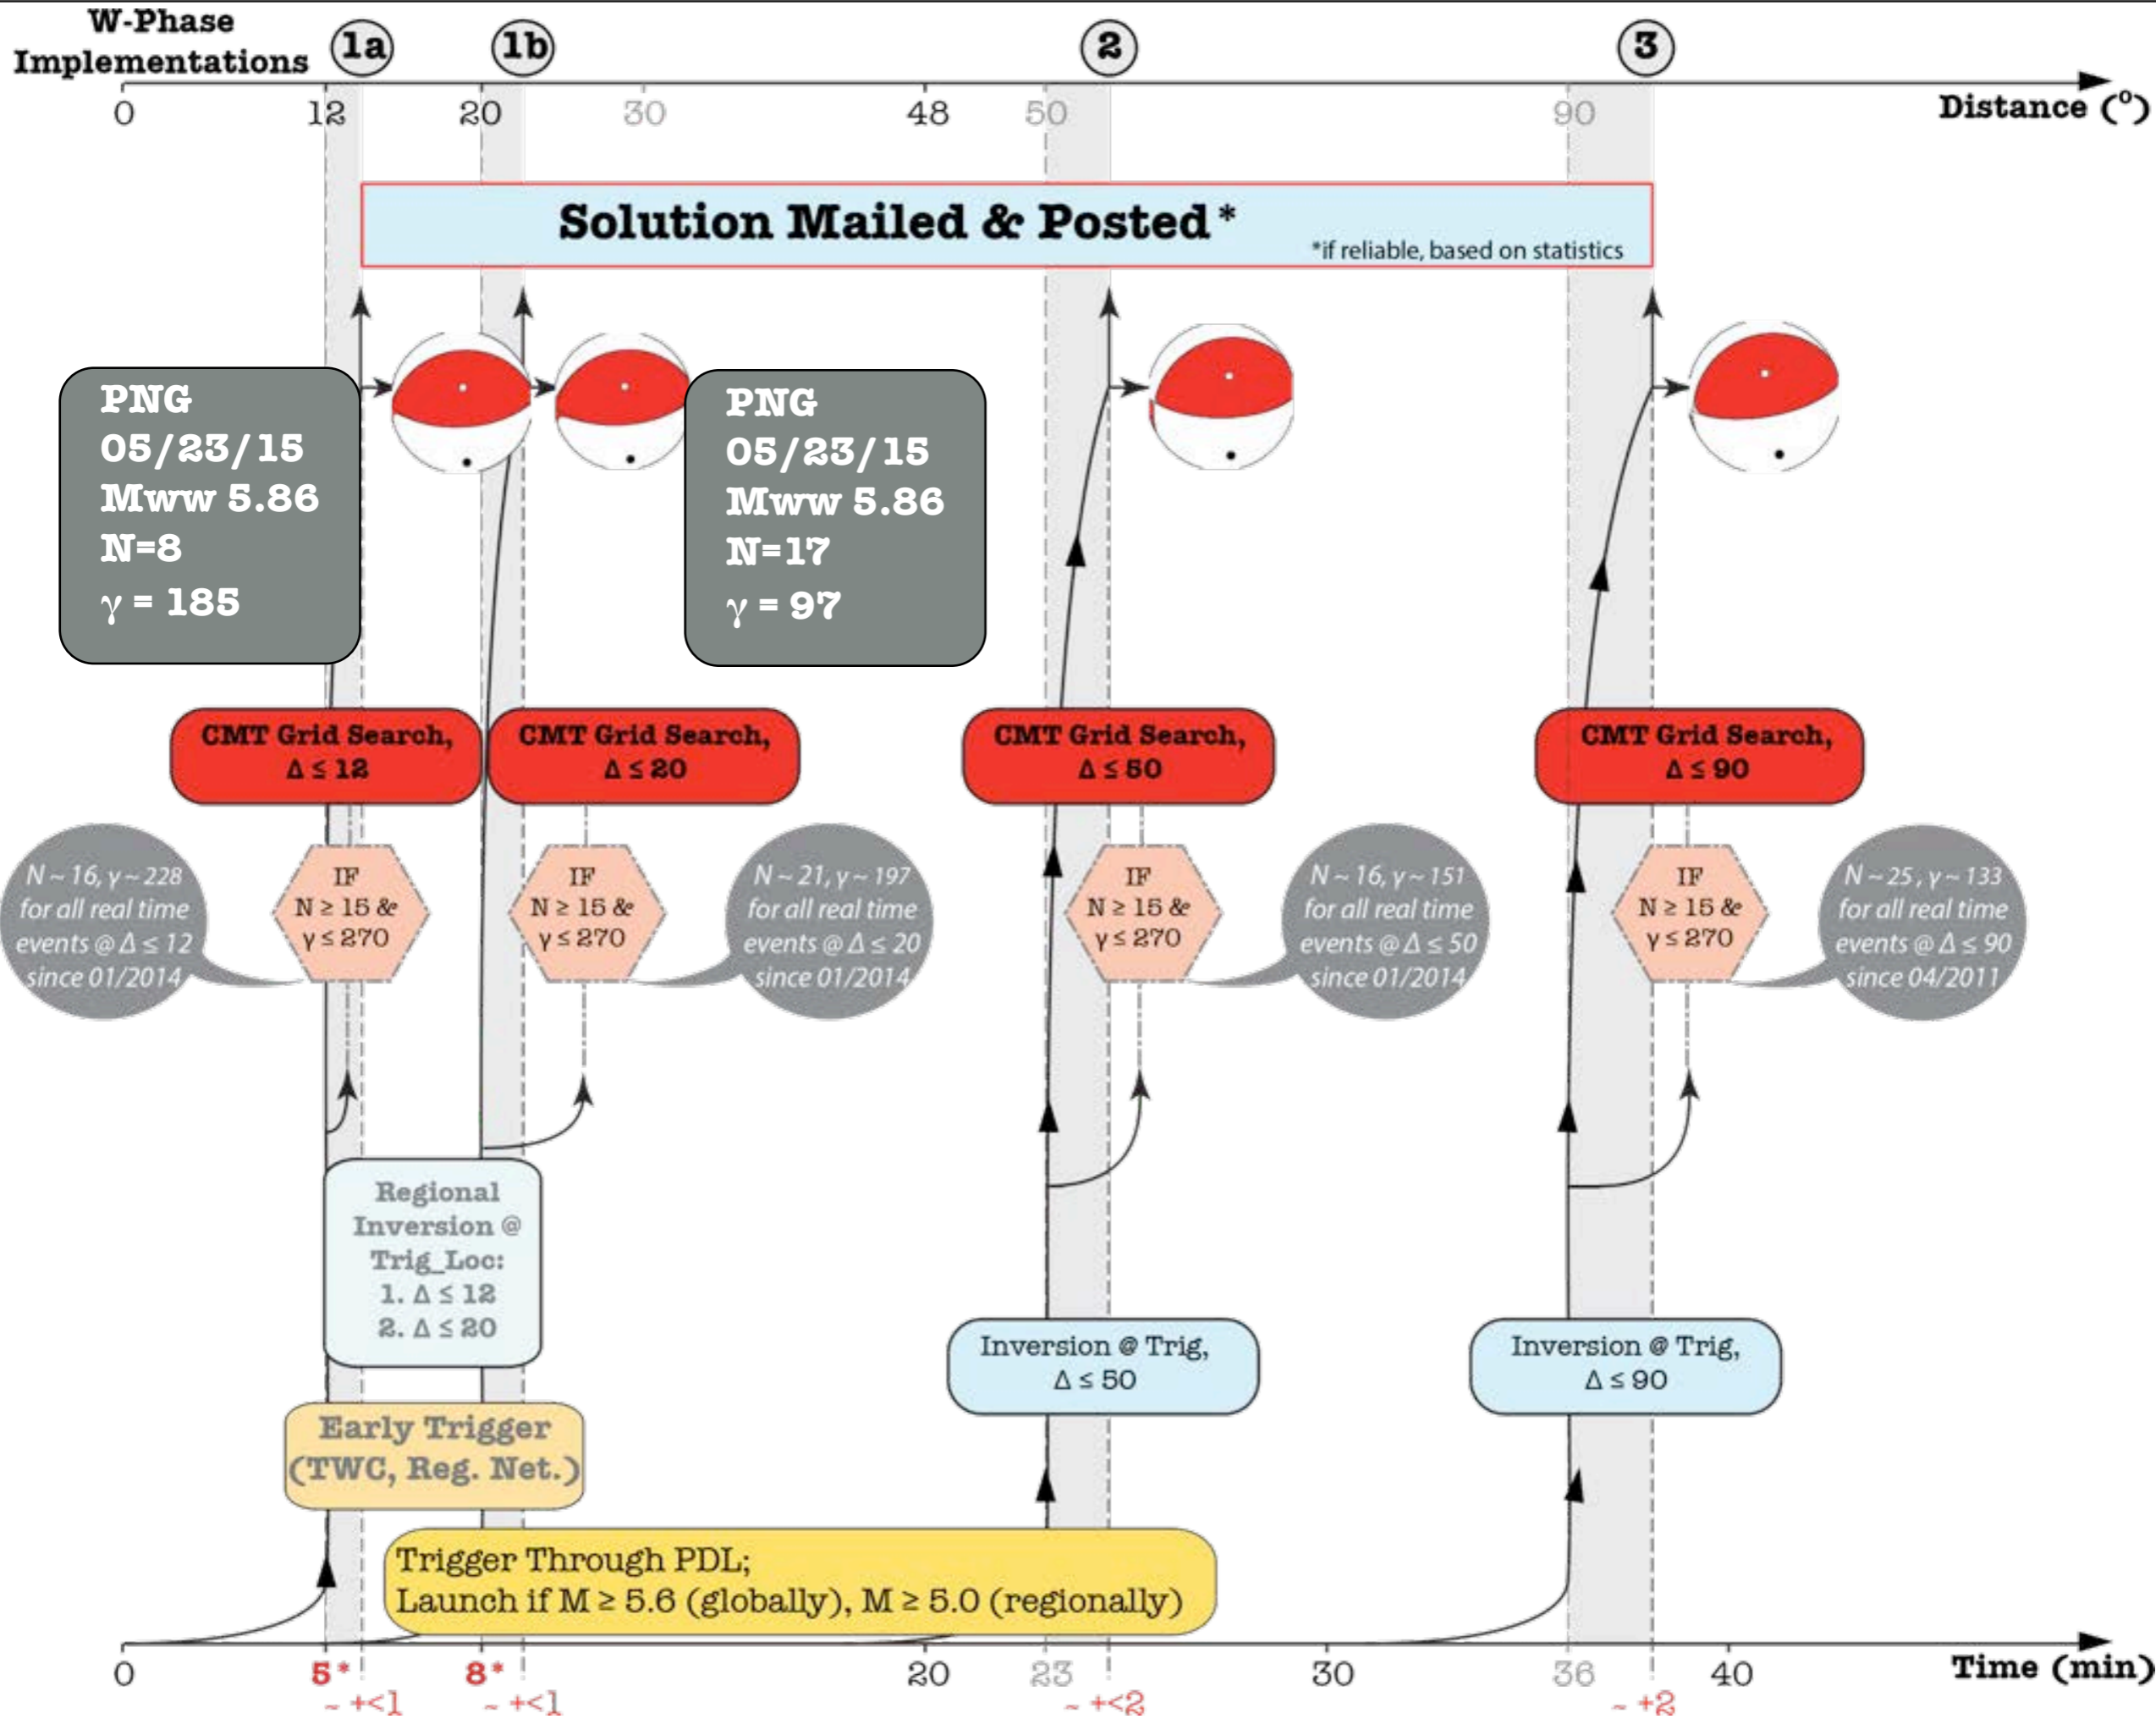 W-Phase
Implementations
1a
1b
2
3
0
12
20
30
48
50
90
Distance (°)
Solution Mailed & Posted*
*if reliable, based on statistics
PNG
05/23/15
Mww 5.86
N=8
γ = 185
PNG
05/23/15
Mww 5.86
N=17
γ = 97
CMT Grid Search,
Δ ≤ 12
CMT Grid Search,
Δ ≤ 20
CMT Grid Search,
Δ ≤ 50
CMT Grid Search,
Δ ≤ 90
N ~ 16, γ ~ 228
for all real time
events @ Δ ≤ 12
since 01/2014
IF
N ≥ 15 &
γ ≤ 270
IF
N ≥ 15 &
γ ≤ 270
N ~ 21, γ ~ 197
for all real time
events @ Δ ≤ 20
since 01/2014
IF
N ≥ 15 &
γ ≤ 270
N ~ 16, γ ~ 151
for all real time
events @ Δ ≤ 50
since 01/2014
IF
N ≥ 15 &
γ ≤ 270
N ~ 25, γ ~ 133
for all real time
events @ Δ ≤ 90
since 04/2011
Regional
Inversion @
Trig_Loc:
1. Δ ≤ 12
2. Δ ≤ 20
Inversion @ Trig,
Δ ≤ 50
Inversion @ Trig,
Δ ≤ 90
Early Trigger
(TWC, Reg. Net.)
Trigger Through PDL;
Launch if M ≥ 5.6 (globally), M ≥ 5.0 (regionally)
0
5*
8*
20
23
30
36
40
Time (min)
~ +<1
~ +<1
~ +<2
~ +2